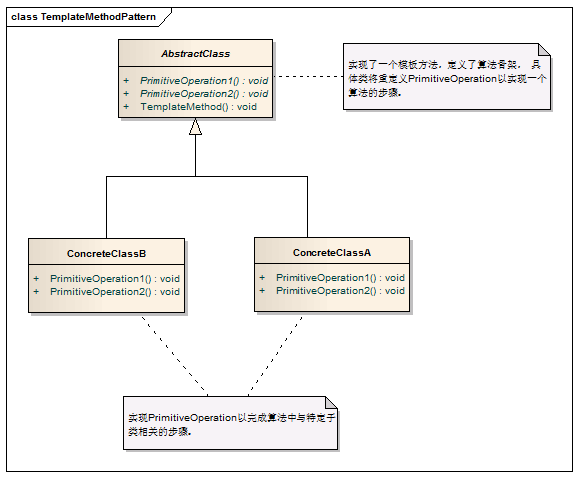 class TemplateMethodPattern
AbstractClass
+ PrimitiveOperation1() : void
+ PrimitiveOperation2() : void
+ TemplateMethod() : void
实现了一个模板方法，定义了算法骨架， 具
体类将重定义PrimitiveOperation以实现一个
算法的步骤。
ConcreteClassB
+ PrimitiveOperation1() : void
+ PrimitiveOperation2() : void
ConcreteClassA
+ PrimitiveOperation1() : void
+ PrimitiveOperation2() : void
实现PrimitiveOperation以完成算法中与特定子
类相关的步骤。